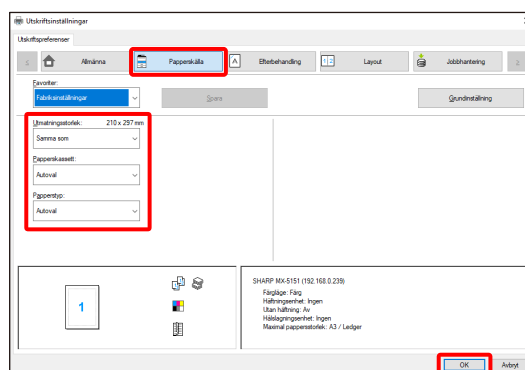 Utskriftsinställningar
Utskriftspreferenser
Allmänna Papperskälla A Efterbehandling 1 2 Layout Jobbhantering
Favoriter:
Fabriksinställningar Spara Grundinställning
Utmatningsstorlek: 210 x 297 mm
Samma som
Papperskassett:
Autoval
Papperstyp:
Autoval
1
SHARP MX-5151 (192.168.0.239)
Färgläge: Färg
Häftningsenhet: Ingen
Utan häftning: Av
Hålslagningsenhet: Ingen
Maximal pappersstorlek: A3 / Ledger
OK Avbryt